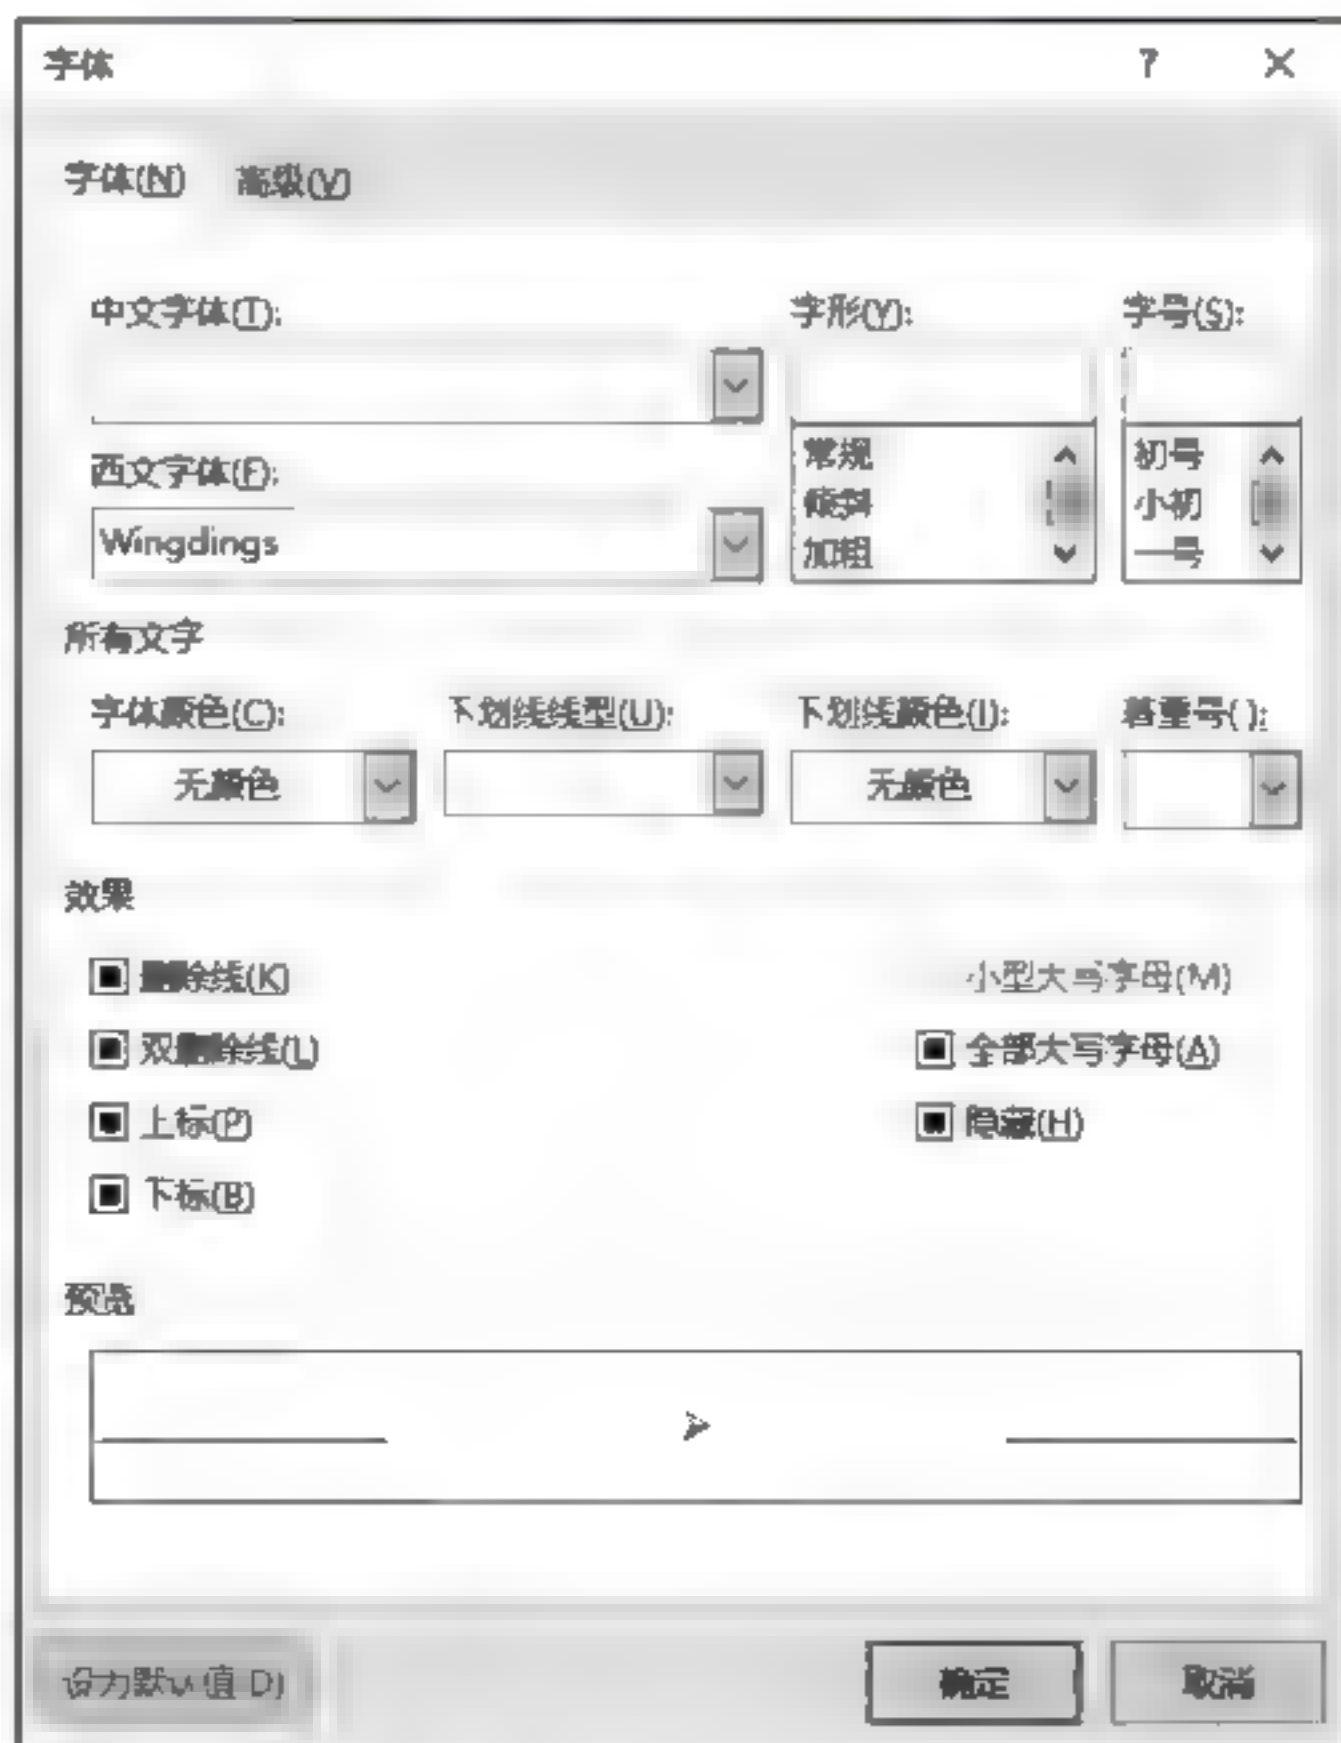 字体 ?
字体(N) 高级(V)
中文字体(T): 字形(Y): 字号(S):
常规 初号
西文字体(F): 倾斜 小初
Wingdings 加粗 一号
所有文字
字体颜色(C): 下划线线型(U): 下划线颜色(I): 着重号( ):
无颜色 无颜色
效果
删除线(K) 小型大写字母(M)
双删除线(L) 全部大写字母(A)
上标(P) 隐藏(H)
下标(B)
预览
设为默认值 D) 确定 取消